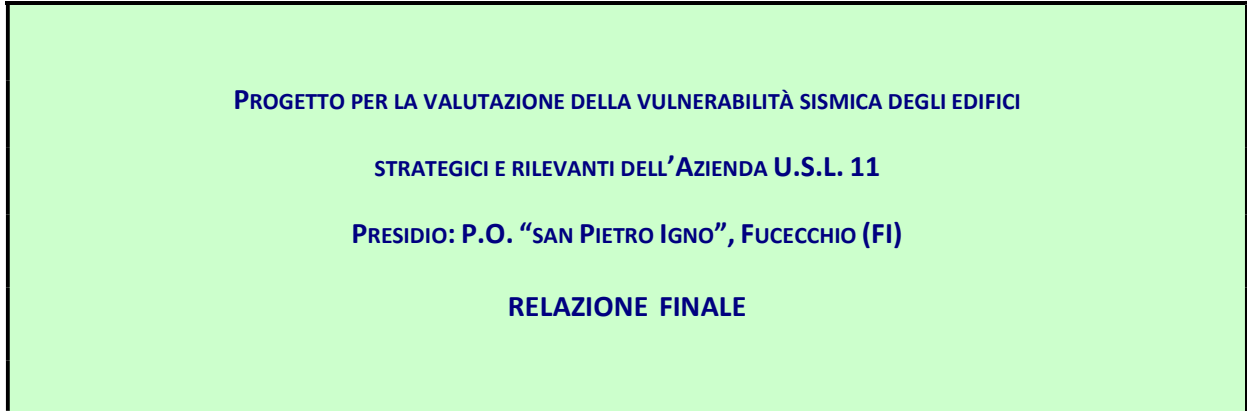 PROGETTO PER LA VALUTAZIONE DELLA VULNERABILITÀ SISMICA DEGLI EDIFICI
STRATEGICI E RILEVANTI DELL'AZIENDA U.S.L. 11
PRESIDIO: P.O. “SAN PIETRO IGNO”, FUCECCHIO (FI)
RELAZIONE FINALE